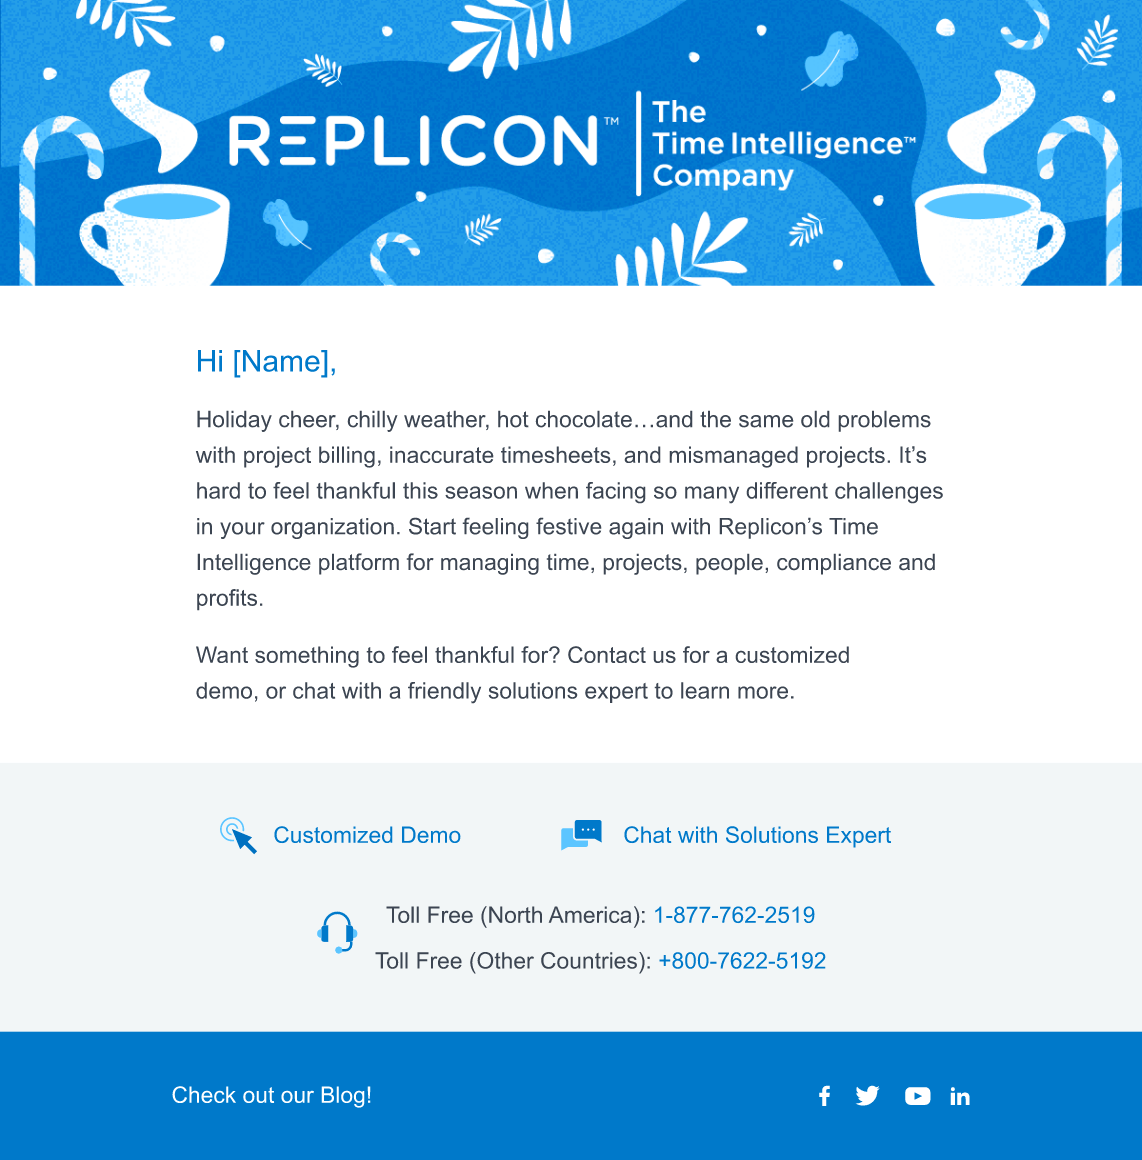 REPLICON™
The
Time Intelligence™
Company
Hi [Name],
Holiday cheer, chilly weather, hot chocolate…and the same old problems
with project billing, inaccurate timesheets, and mismanaged projects. It’s
hard to feel thankful this season when facing so many different challenges
in your organization. Start feeling festive again with Replicon’s Time
Intelligence platform for managing time, projects, people, compliance and
profits.
Want something to feel thankful for? Contact us for a customized
demo, or chat with a friendly solutions expert to learn more.
Customized Demo
Chat with Solutions Expert
Toll Free (North America): 1-877-762-2519
Toll Free (Other Countries): +800-7622-5192
Check out our Blog!